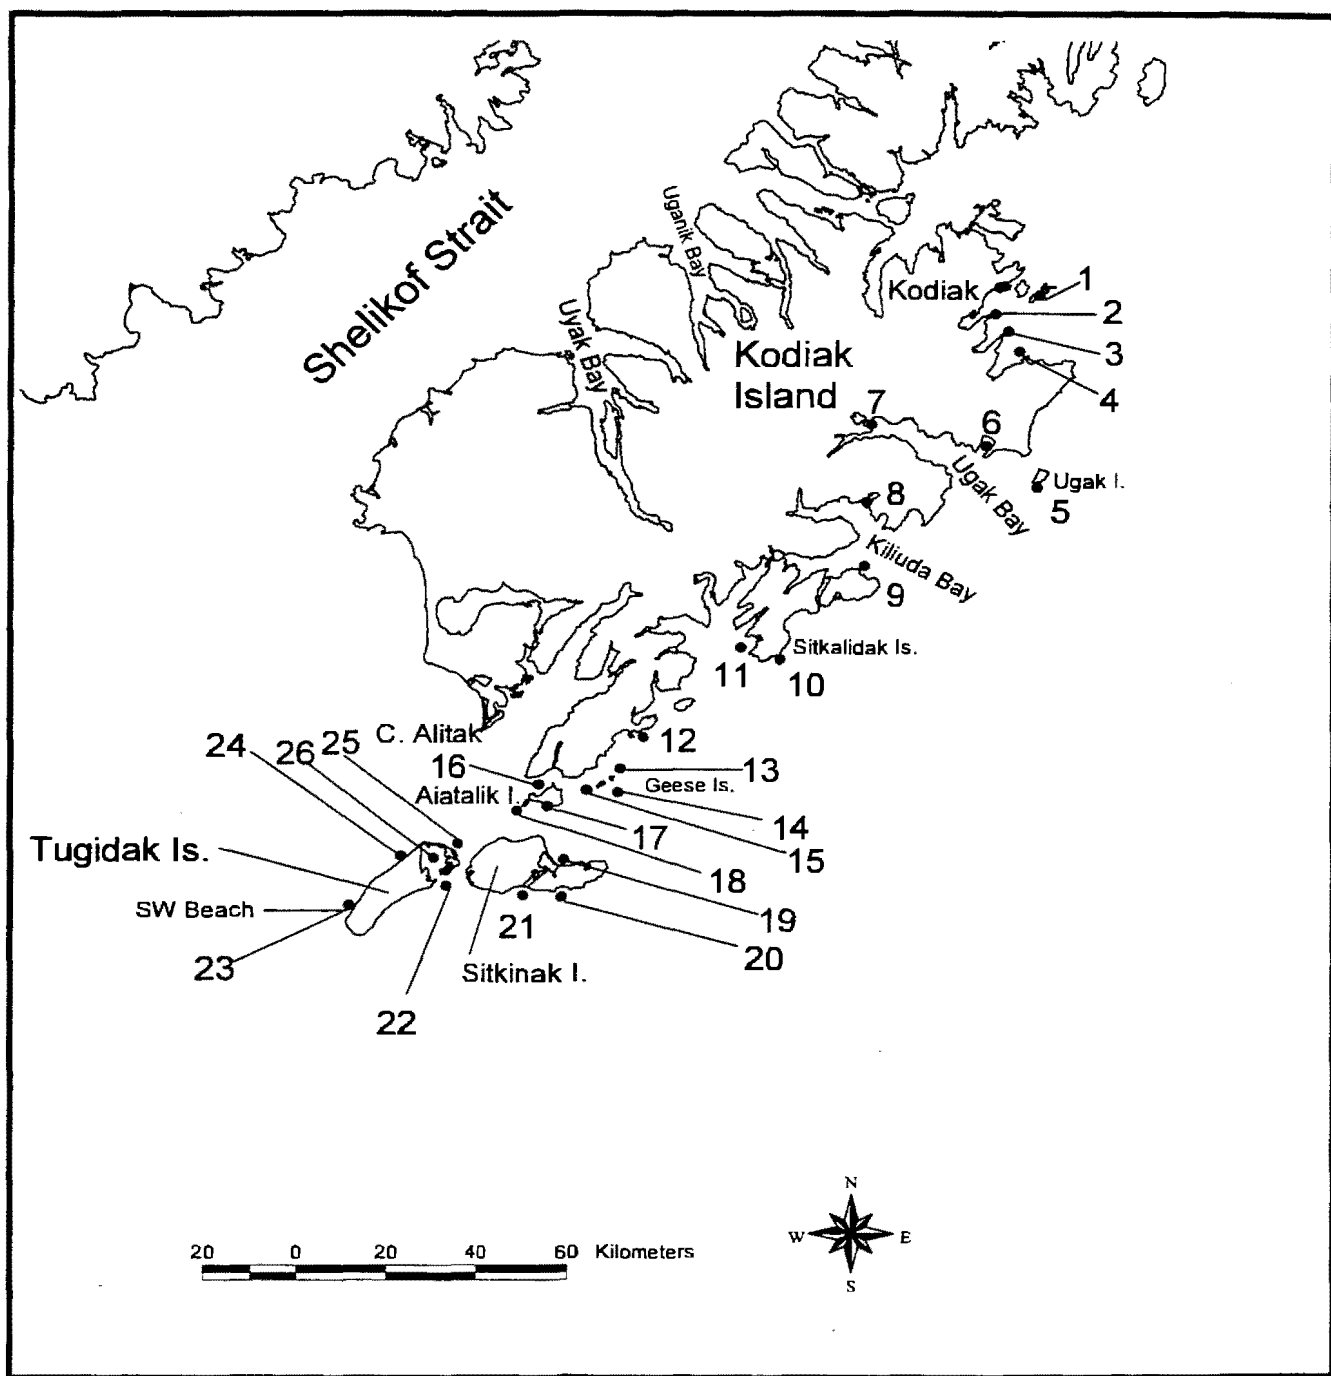 Shelikof Strait
Uganik Bay
Uyak Bay
Kodiak
1
2
3
4
Kodiak
Island
7
6
Ugak Bay
Ugak I.
5
8
Kiliuda Bay
9
Sitkalidak Is.
11
10
C. Alitak
12
24
26
25
16
13
Geese Is.
Aiatalik I.
14
17
15
Tugidak Is.
18
SW Beach
19
21
20
23
Sitkinak I.
22
N
W
E
S
20 0 20 40 60 Kilometers